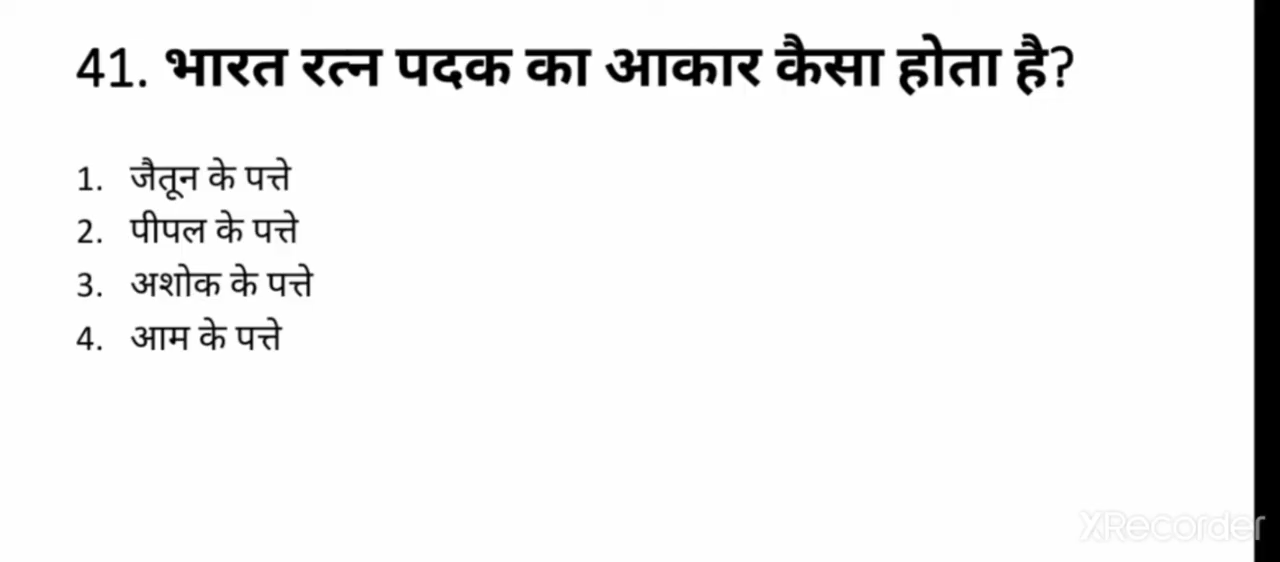 41. भारत रत्न पदक का आकार कैसा होता है?
1. जैतून के पत्ते
2. पीपल के पत्ते
3. अशोक के पत्ते
4. आम के पत्ते
XRecorder